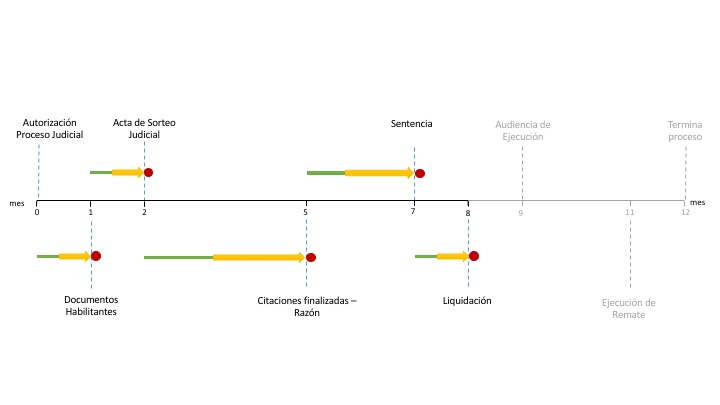 Autorización
Proceso Judicial
Acta de Sorteo
Judicial
Sentencia
Audiencia de
Ejecución
Termina
proceso
mes
mes
0
1
2
5
7
8
9
11
12
Documentos
Habilitantes
Citaciones finalizadas –
Razón
Liquidación
Ejecución de
Remate